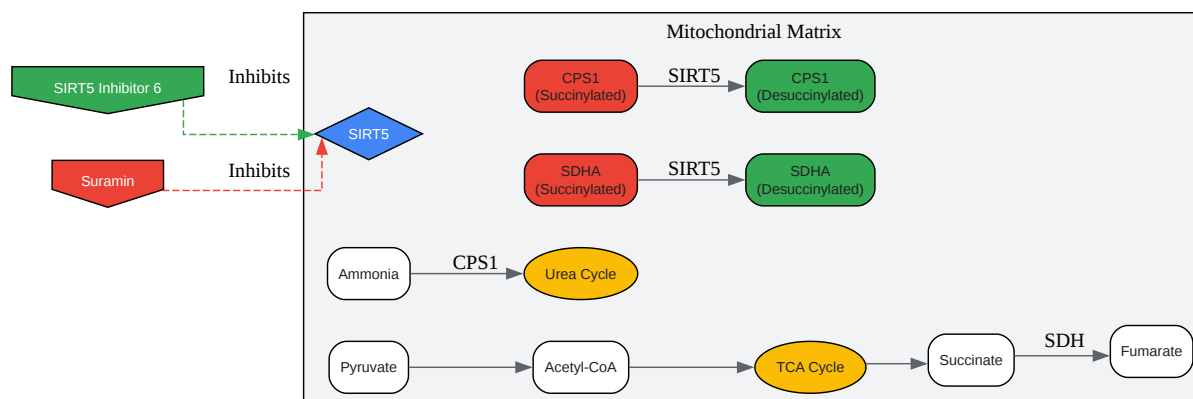 Mitochondrial Matrix
SIRT5 Inhibitor 6
Inhibits
SIRT5
Suramin
Inhibits
CPS1
(Succinylated)
SIRT5
CPS1
(Desuccinylated)
SDHA
(Succinylated)
SIRT5
SDHA
(Desuccinylated)
Ammonia
CPS1
Urea Cycle
Pyruvate
Acetyl-CoA
TCA Cycle
Succinate
SDH
Fumarate